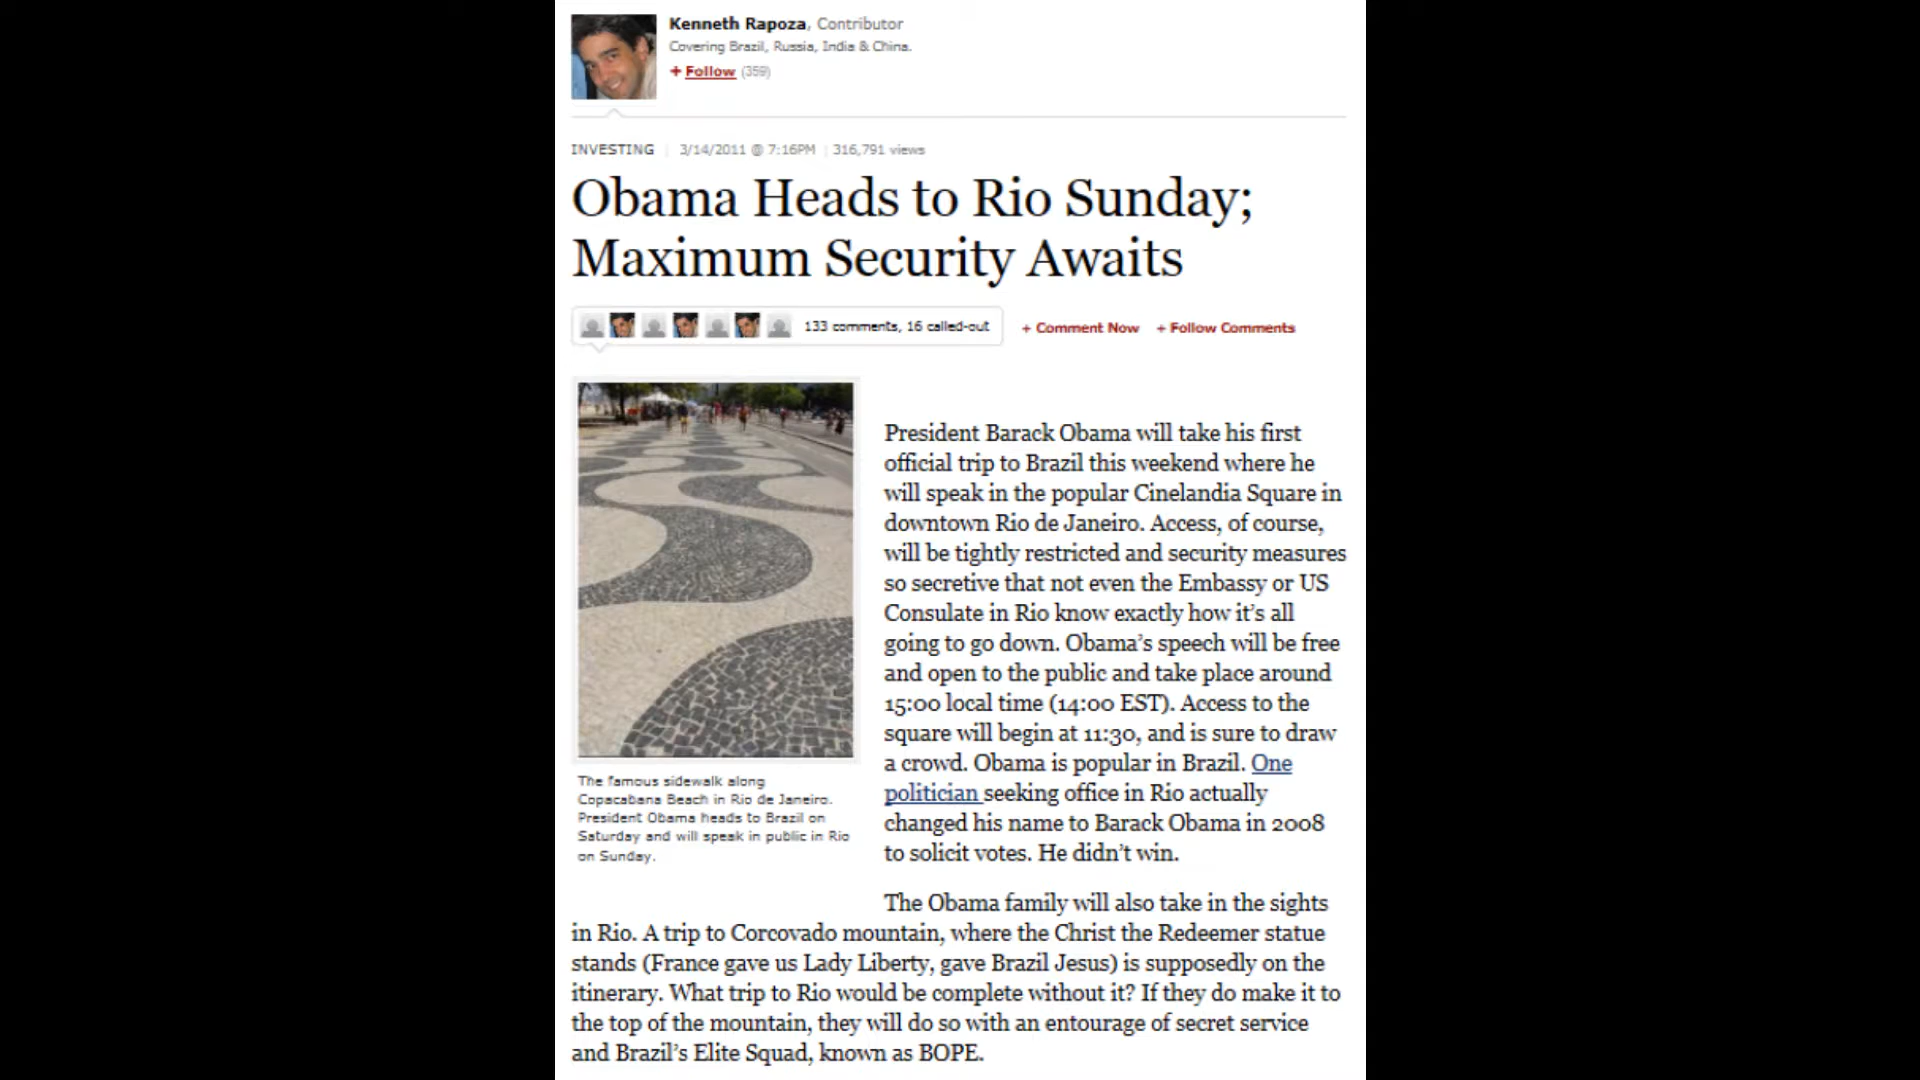 Kenneth Rapoza, Contributor
Covering Brazil, Russia, India & China.
+ Follow (359)
INVESTING | 3/14/2011 @ 7:16PM | 316,791 views
Obama Heads to Rio Sunday;
Maximum Security Awaits
133 comments, 16 called-out
+ Comment Now + Follow Comments
The famous sidewalk along
Copacabana Beach in Rio de Janeiro.
President Obama heads to Brazil on
Saturday and will speak in public in Rio
on Sunday.
President Barack Obama will take his first
official trip to Brazil this weekend where he
will speak in the popular Cinelandia Square in
downtown Rio de Janeiro. Access, of course,
will be tightly restricted and security measures
so secretive that not even the Embassy or US
Consulate in Rio know exactly how it's all
going to go down. Obama's speech will be free
and open to the public and take place around
15:00 local time (14:00 EST). Access to the
square will begin at 11:30, and is sure to draw
a crowd. Obama is popular in Brazil. One
politician seeking office in Rio actually
changed his name to Barack Obama in 2008
to solicit votes. He didn't win.
The Obama family will also take in the sights
in Rio. A trip to Corcovado mountain, where the Christ the Redeemer statue
stands (France gave us Lady Liberty, gave Brazil Jesus) is supposedly on the
itinerary. What trip to Rio would be complete without it? If they do make it to
the top of the mountain, they will do so with an entourage of secret service
and Brazil's Elite Squad, known as BOPE.